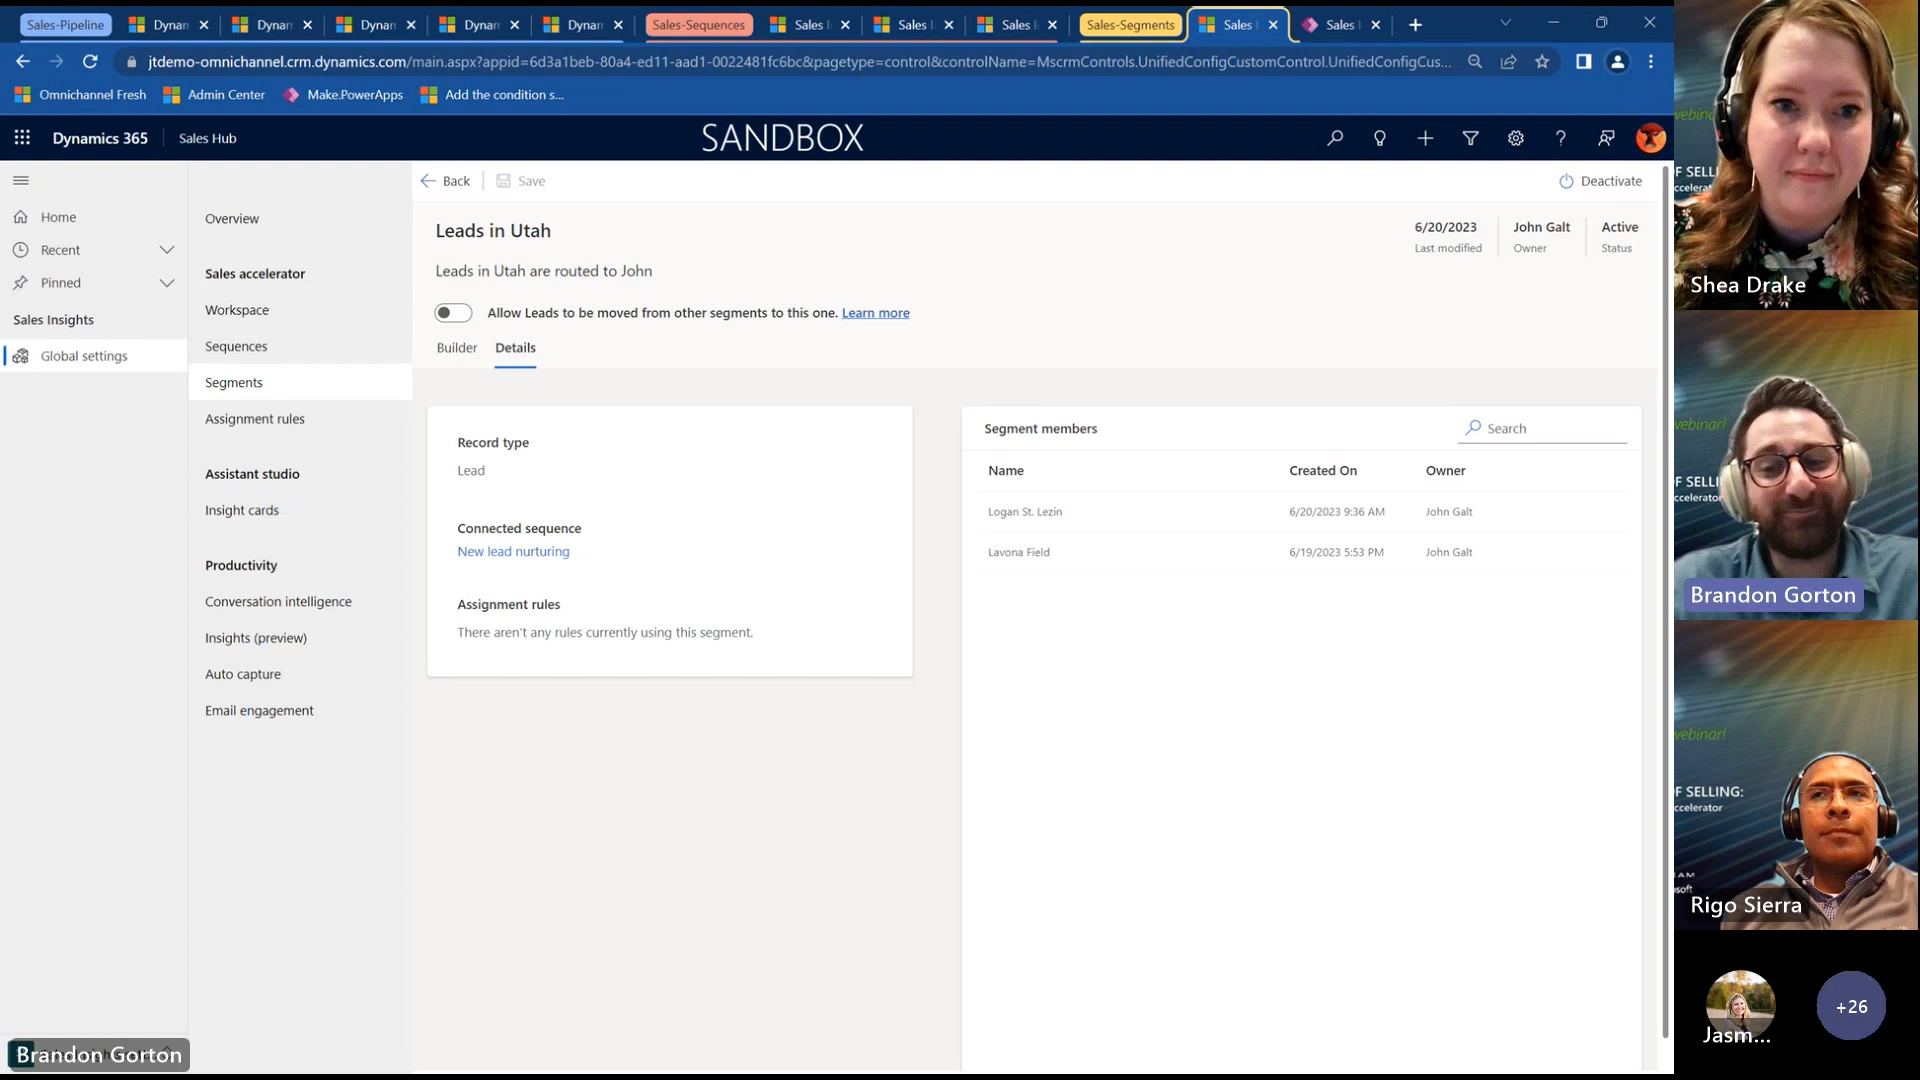 Sales-Pipeline
Dynan
Dynan
Dynan
Dynan
Dynan
Sales-Sequences
Sales I
Sales I
Sales I
Sales-Segments
Sales I
Sales I
jtdemo-omnichannel.crm.dynamics.com/main.aspx?appid=6d3a1beb-80a4-ed11-aad1-0022481fc6bc&pagetype=control&controlName=MscrmControls.UnifiedConfigCustomControl.UnifiedConfigCus...
Omnichannel Fresh
Admin Center
Make.PowerApps
Add the condition s...
Dynamics 365
Sales Hub
SANDBOX
Home
Recent
Pinned
Sales Insights
Global settings
Overview
Sales accelerator
Workspace
Sequences
Segments
Assignment rules
Assistant studio
Insight cards
Productivity
Conversation intelligence
Insights (preview)
Auto capture
Email engagement
Back
Save
Deactivate
Leads in Utah
Leads in Utah are routed to John
6/20/2023
Last modified
John Galt
Owner
Active
Status
Allow Leads to be moved from other segments to this one. Learn more
Builder
Details
Record type
Lead
Connected sequence
New lead nurturing
Assignment rules
There aren't any rules currently using this segment.
Segment members
Search
Name
Created On
Owner
Logan St. Lezin
6/20/2023 9:36 AM
John Galt
Lavona Field
6/19/2023 5:53 PM
John Galt
Brandon Gorton
F SELL
Shea Drake
webinar!
F SELLI
ccelerato
Brandon Gorton
webinar!
F SELLING:
ccelerator
Rigo Sierra
Jasm...
+26